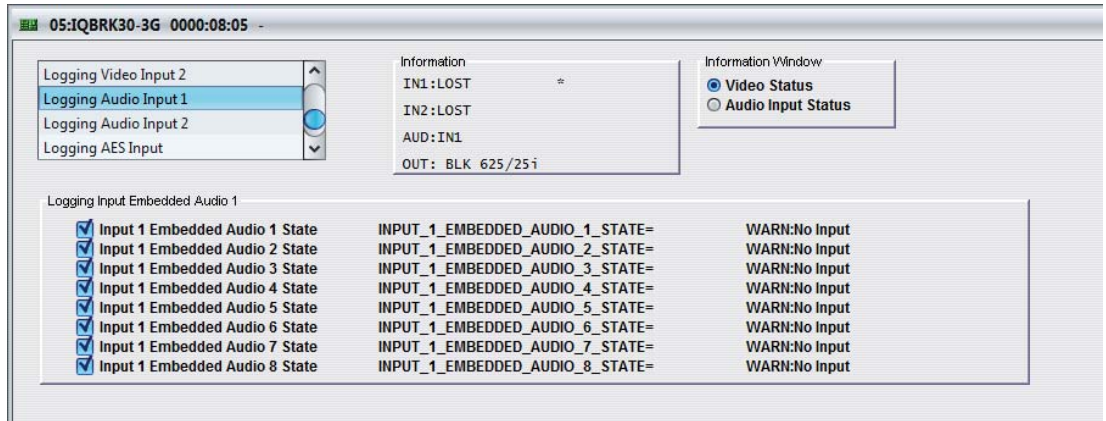 05:IQBRK30-3G 0000:08:05 -
Logging Video Input 2
Logging Audio Input 1
Logging Audio Input 2
Logging AES Input
Information
IN1:LOST *
IN2:LOST
AUD:IN1
OUT: BLK 625/25i
Information Window
Video Status
Audio Input Status
Logging Input Embedded Audio 1
Input 1 Embedded Audio 1 State INPUT_1_EMBEDDED_AUDIO_1_STATE= WARN:No Input
Input 1 Embedded Audio 2 State INPUT_1_EMBEDDED_AUDIO_2_STATE= WARN:No Input
Input 1 Embedded Audio 3 State INPUT_1_EMBEDDED_AUDIO_3_STATE= WARN:No Input
Input 1 Embedded Audio 4 State INPUT_1_EMBEDDED_AUDIO_4_STATE= WARN:No Input
Input 1 Embedded Audio 5 State INPUT_1_EMBEDDED_AUDIO_5_STATE= WARN:No Input
Input 1 Embedded Audio 6 State INPUT_1_EMBEDDED_AUDIO_6_STATE= WARN:No Input
Input 1 Embedded Audio 7 State INPUT_1_EMBEDDED_AUDIO_7_STATE= WARN:No Input
Input 1 Embedded Audio 8 State INPUT_1_EMBEDDED_AUDIO_8_STATE= WARN:No Input